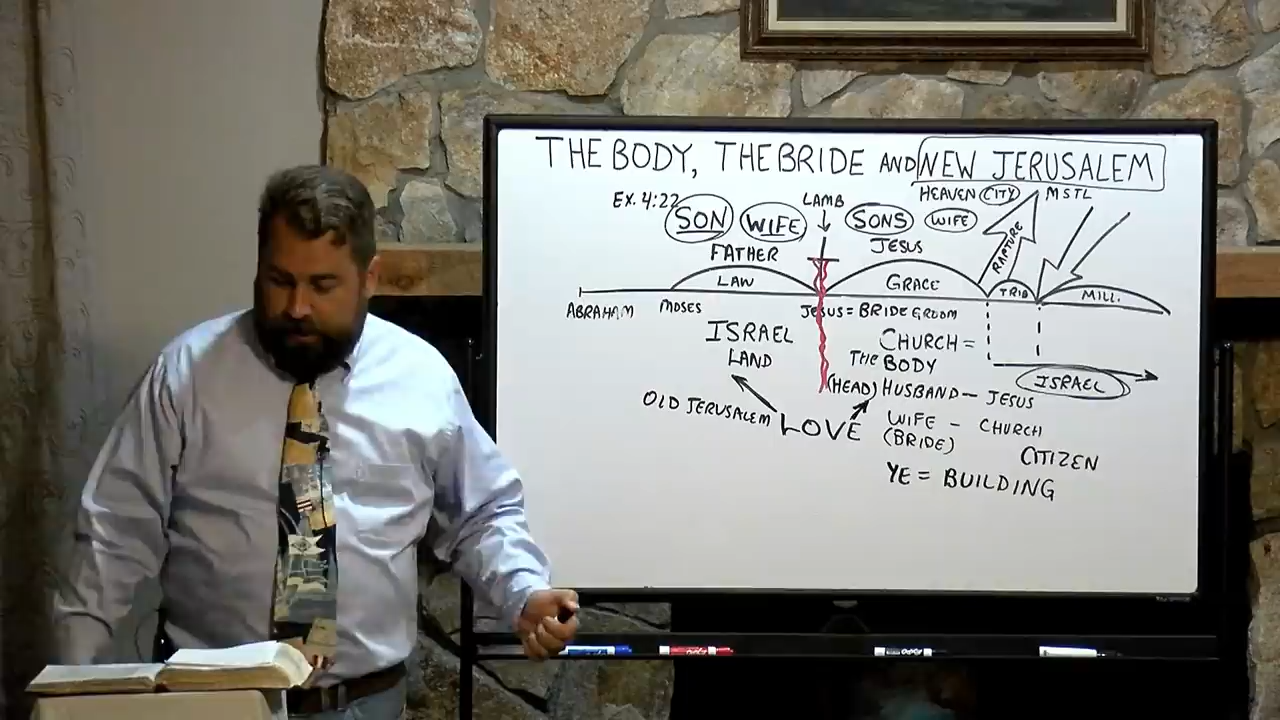 THE BODY, THE BRIDE AND NEW JERUSALEM
HEAVEN CITY MSTL
EX. 4:22 LAMB
SON WIFE SONS WIFE
FATHER JESUS
RAPTURE
LAW GRACE TRIB MILL.
ABRAHAM MOSES JESUS = BRIDE GROOM
ISRAEL CHURCH =
LAND THE BODY
ISRAEL
(HEAD) HUSBAND - JESUS
OLD JERUSALEM LOVE WIFE - CHURCH
(BRIDE)
CITIZEN
YE = BUILDING